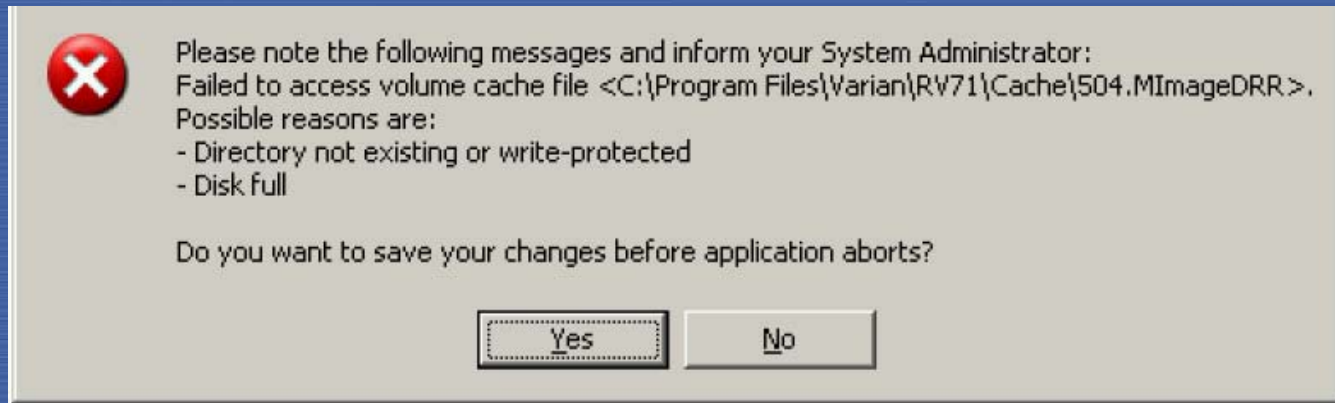 Please note the following messages and inform your System Administrator:
Failed to access volume cache file <C:\Program Files\Varian\RV71\Cache\504.MImageDRR>.
Possible reasons are:
- Directory not existing or write-protected
- Disk full
Do you want to save your changes before application aborts?
Yes
No